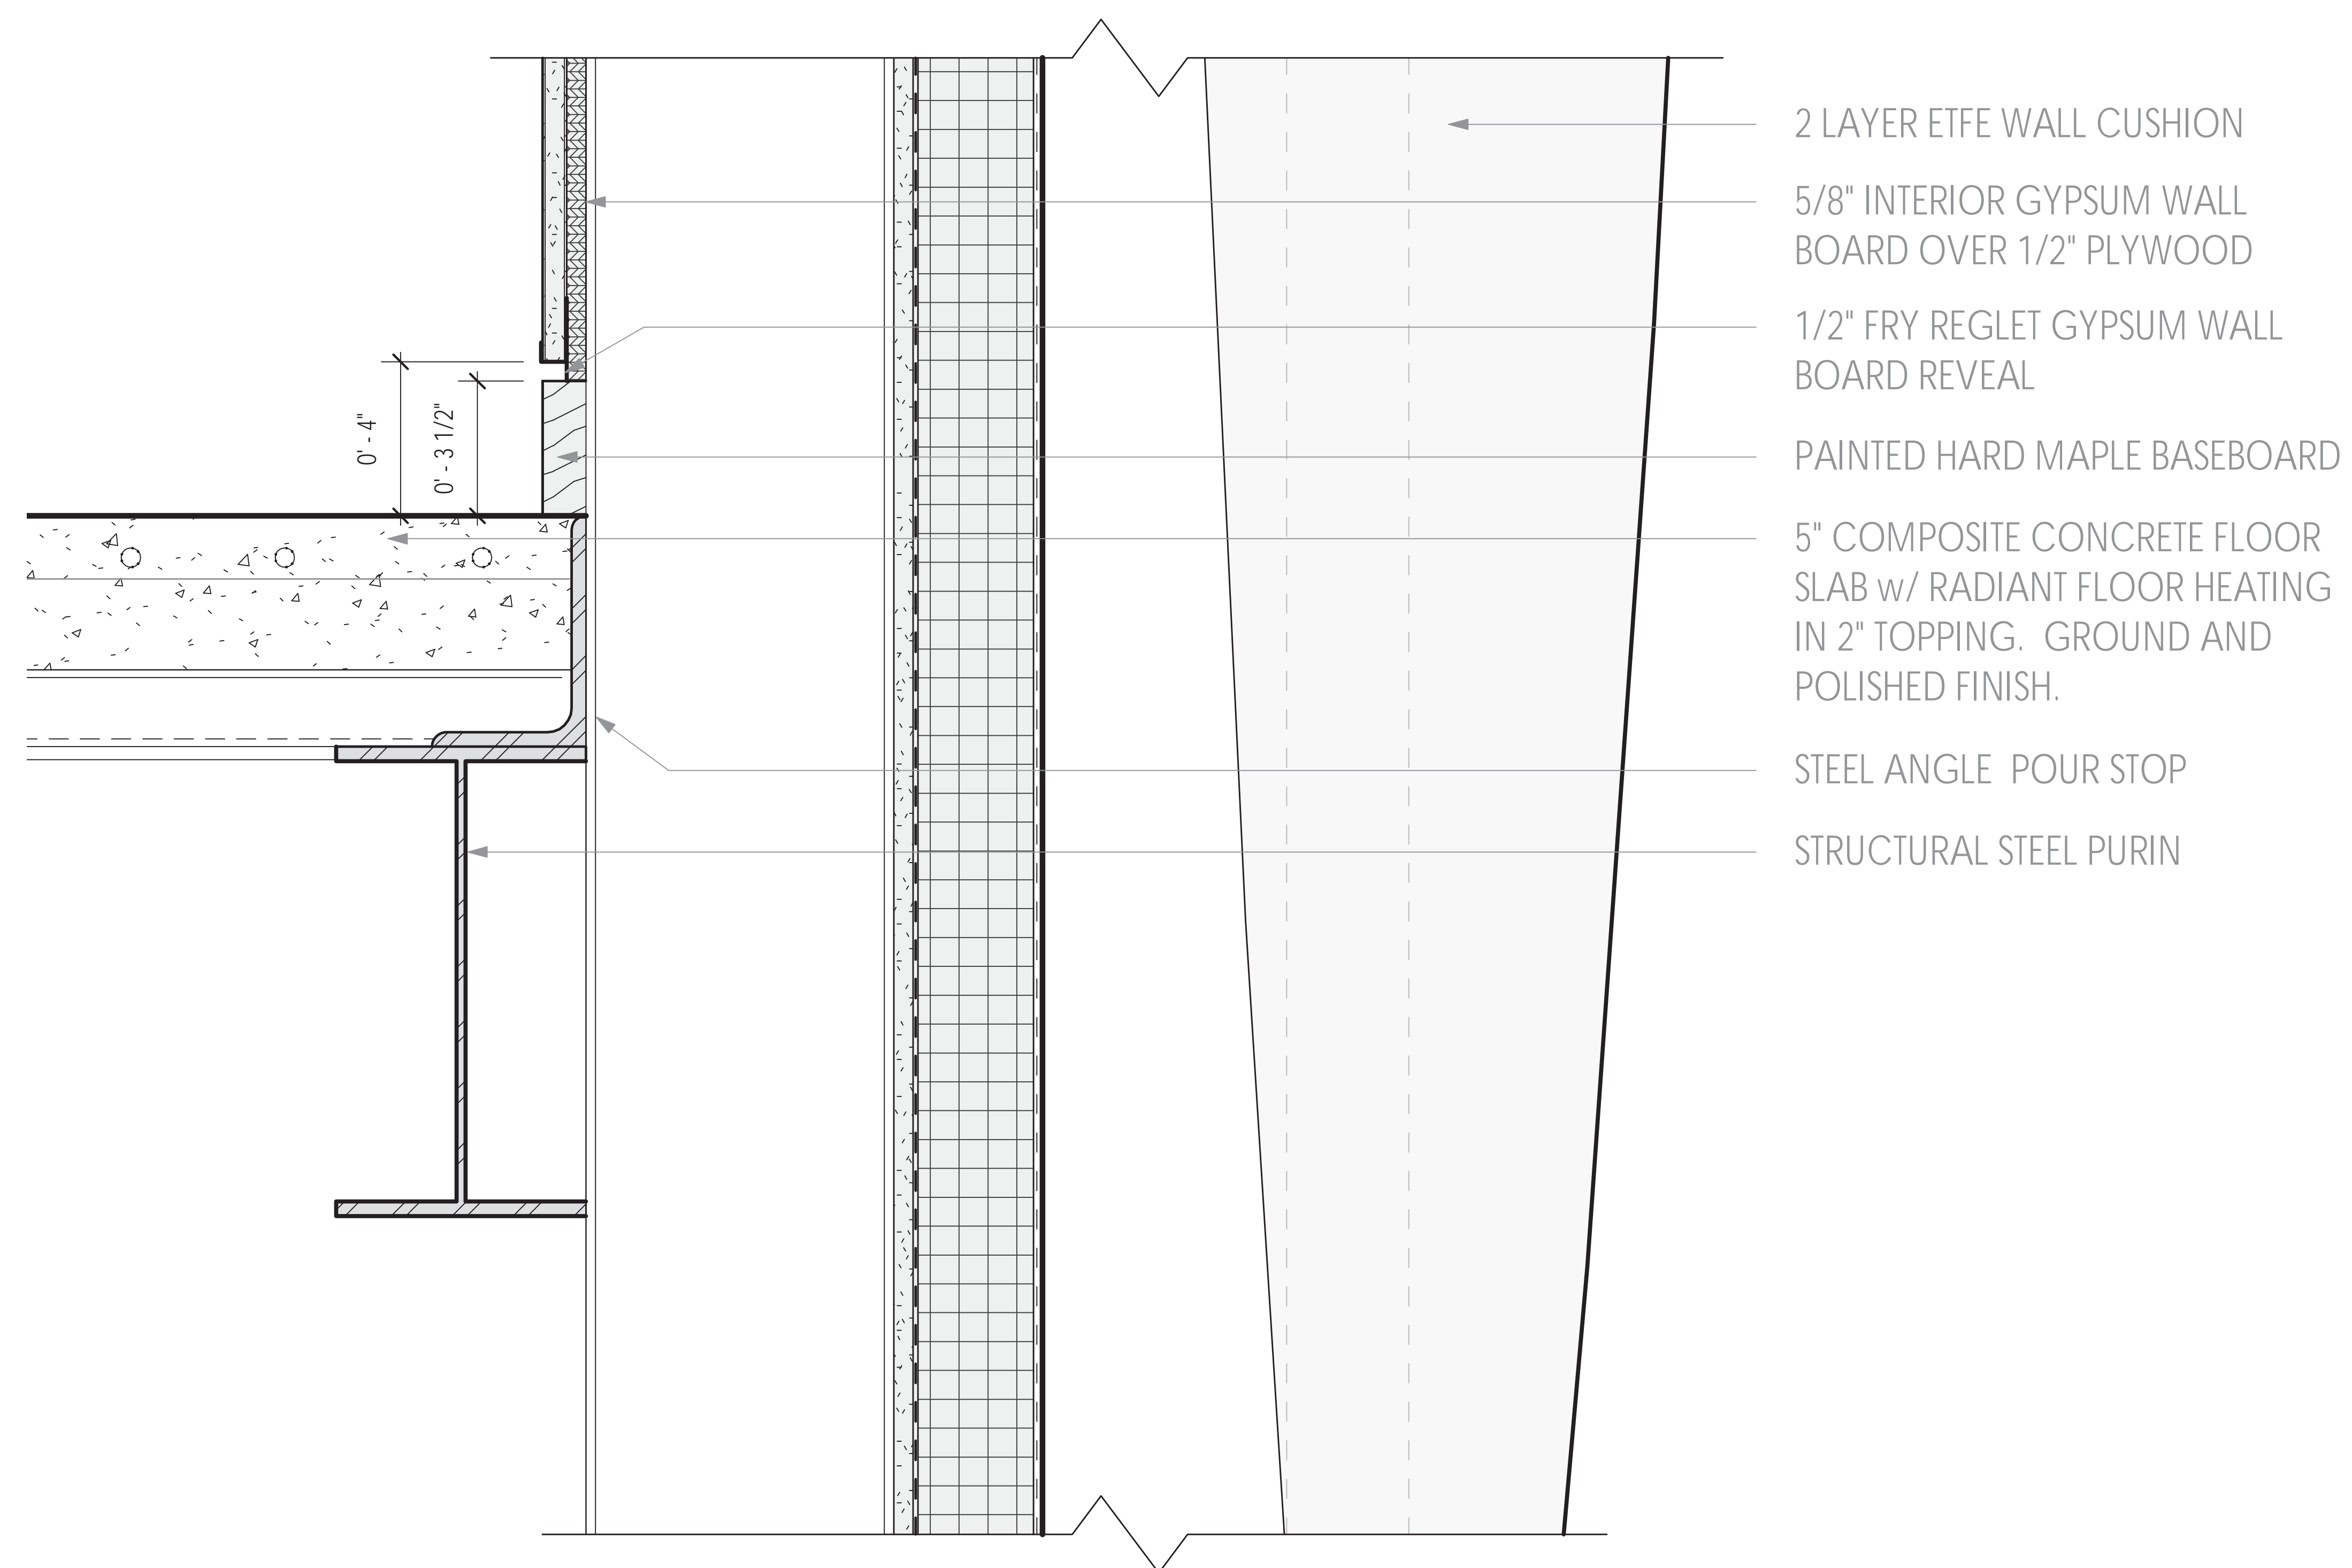 2 LAYER ETFE WALL CUSHION
5/8" INTERIOR GYPSUM WALL
BOARD OVER 1/2" PLYWOOD
1/2" FRY REGLET GYPSUM WALL
BOARD REVEAL
0' - 4"
0' - 3 1/2"
PAINTED HARD MAPLE BASEBOARD
5" COMPOSITE CONCRETE FLOOR
SLAB w/ RADIANT FLOOR HEATING
IN 2" TOPPING.  GROUND AND
POLISHED FINISH.
STEEL ANGLE  POUR STOP
STRUCTURAL STEEL PURIN